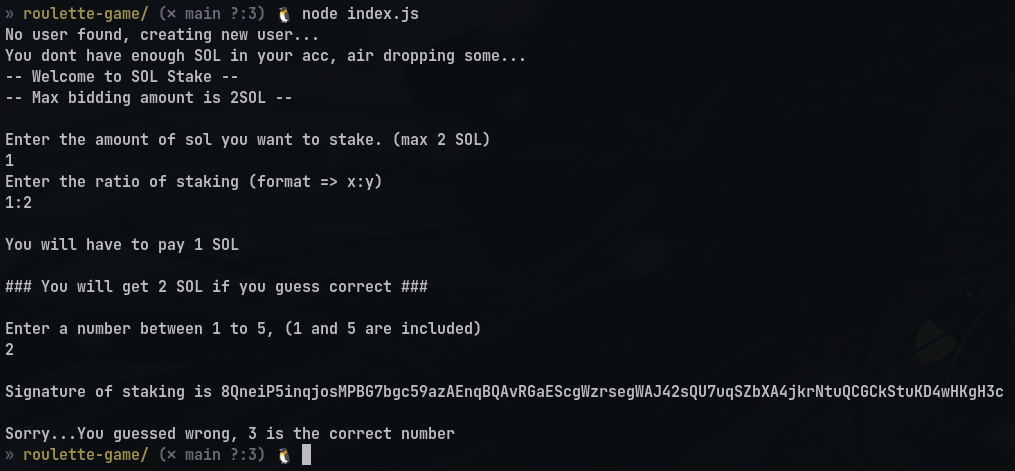 » roulette-game/ (× main ?:3) 🐧 node index.js
No user found, creating new user...
You dont have enough SOL in your acc, air dropping some...
-- Welcome to SOL Stake --
-- Max bidding amount is 2SOL --
Enter the amount of sol you want to stake. (max 2 SOL)
1
Enter the ratio of staking (format => x:y)
1:2
You will have to pay 1 SOL
### You will get 2 SOL if you guess correct ###
Enter a number between 1 to 5, (1 and 5 are included)
2
Signature of staking is 8QneiP5inqjosMPBG7bgc59azAEnqBQAvRGaEScgWzrsegWAJ42sQU7uqSZbXA4jkrNtuQCGCkStuKD4wHKgH3c
Sorry...You guessed wrong, 3 is the correct number
» roulette-game/ (× main ?:3) 🐧